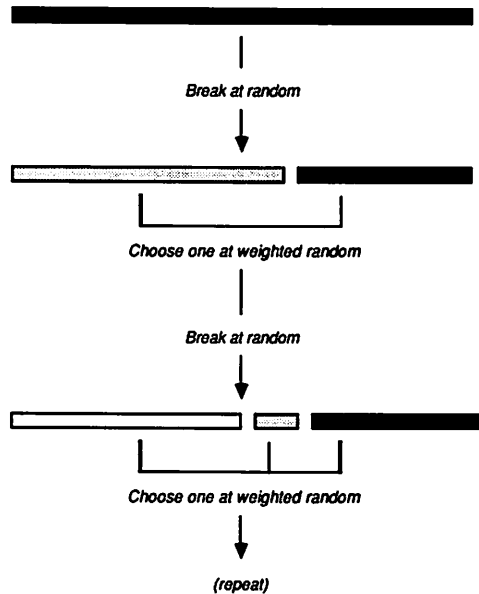 Break at random
Choose one at weighted random
Break at random
Choose one at weighted random
(repeat)